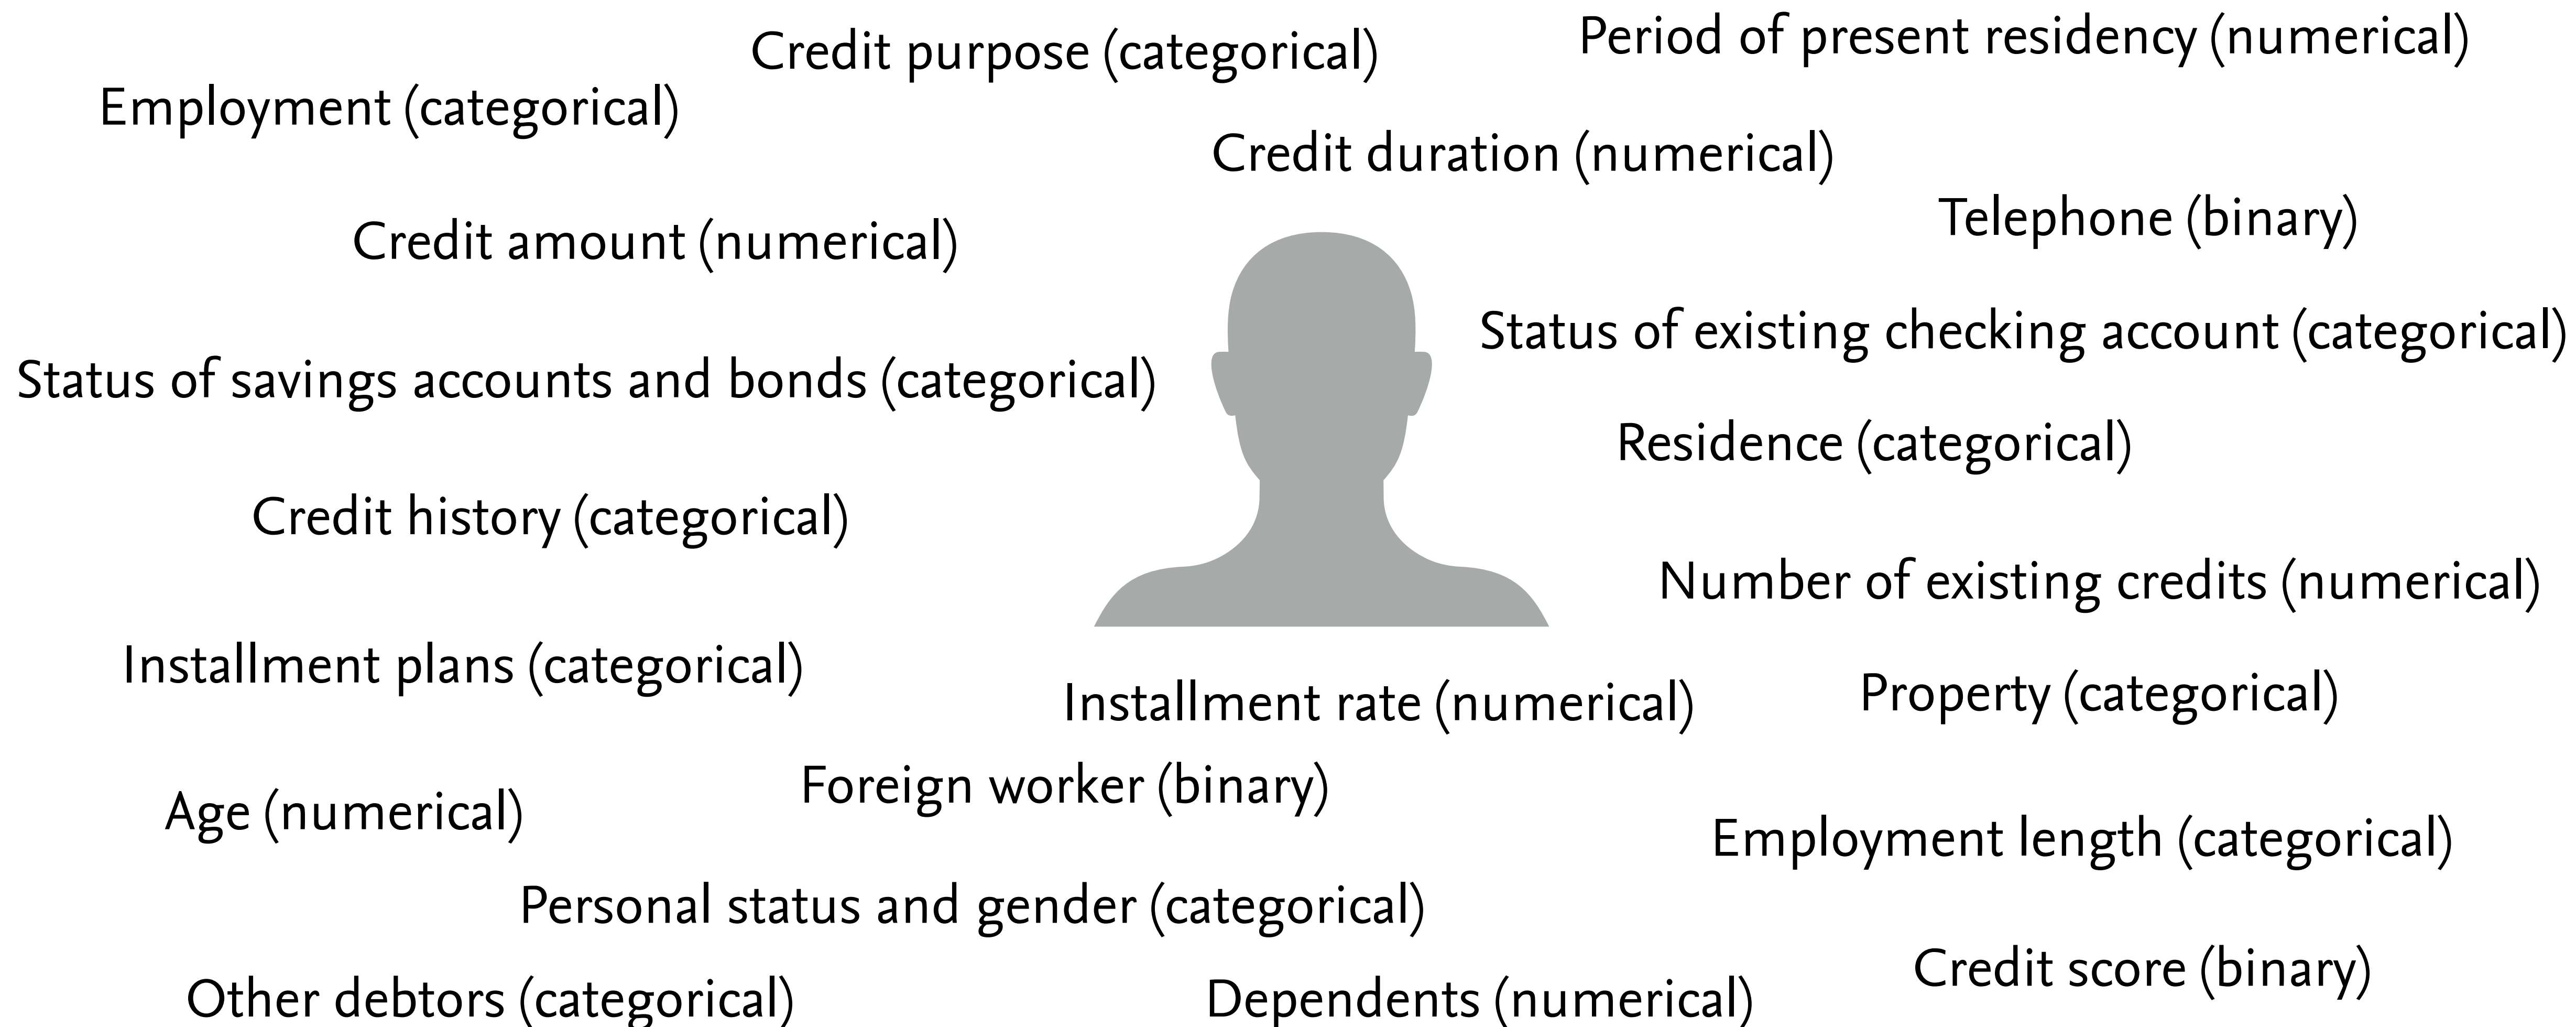 Credit purpose (categorical)
Period of present residency (numerical)
Employment (categorical)
Credit duration (numerical)
Telephone (binary)
Credit amount (numerical)
Status of existing checking account (categorical)
Status of savings accounts and bonds (categorical)
Residence (categorical)
Credit history (categorical)
Number of existing credits (numerical)
Installment plans (categorical)
Installment rate (numerical)
Property (categorical)
Foreign worker (binary)
Age (numerical)
Employment length (categorical)
Personal status and gender (categorical)
Credit score (binary)
Other debtors (categorical)
Dependents (numerical)